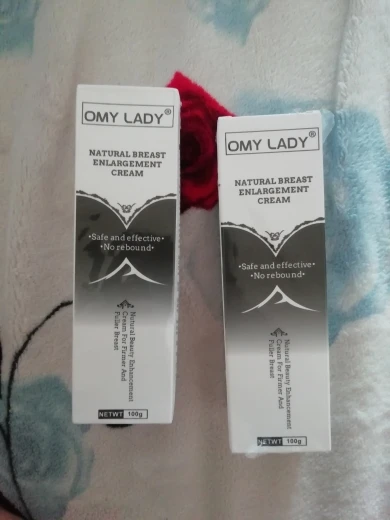 OMY LADY®
NATURAL BREAST
ENLARGEMENT
CREAM
•Safe and effective•
•No rebound•
Natural Beauty Enhancement
Cream For Firmer And
Fuller Breast
NETWT 100g
OMY LADY®
NATURAL BREAST
ENLARGEMENT
CREAM
•Safe and effective•
•No rebound•
Natural Beauty Enhancement
Cream For Firmer And
Fuller Breast
NETWT 100g